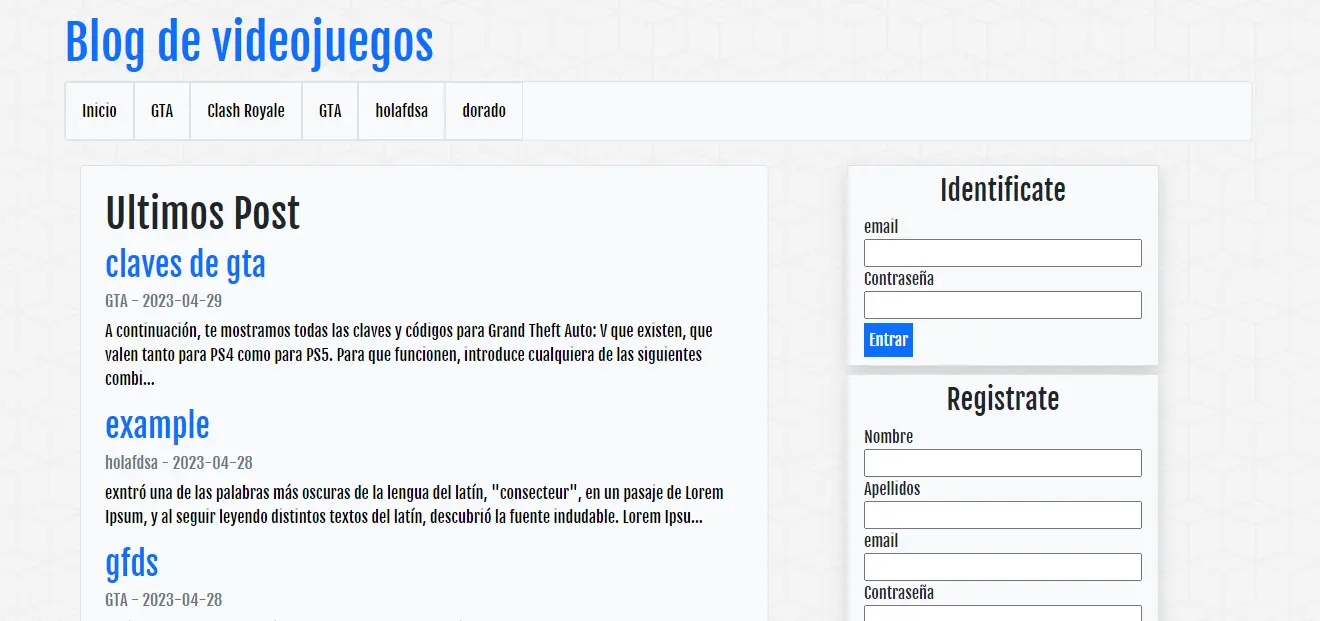 Blog de videojuegos
Inicio GTA Clash Royale GTA holafdsa dorado
Ultimos Post
claves de gta
GTA - 2023-04-29
A continuación, te mostramos todas las claves y códigos para Grand Theft Auto: V que existen, que
valen tanto para PS4 como para PS5. Para que funcionen, introduce cualquiera de las siguientes
combi...
example
holafdsa - 2023-04-28
exntró una de las palabras más oscuras de la lengua del latín, "consecteur", en un pasaje de Lorem
Ipsum, y al seguir leyendo distintos textos del latín, descubrió la fuente indudable. Lorem Ipsu...
gfds
GTA - 2023-04-28
Identificate
email
Contraseña
Entrar
Registrate
Nombre
Apellidos
email
Contraseña